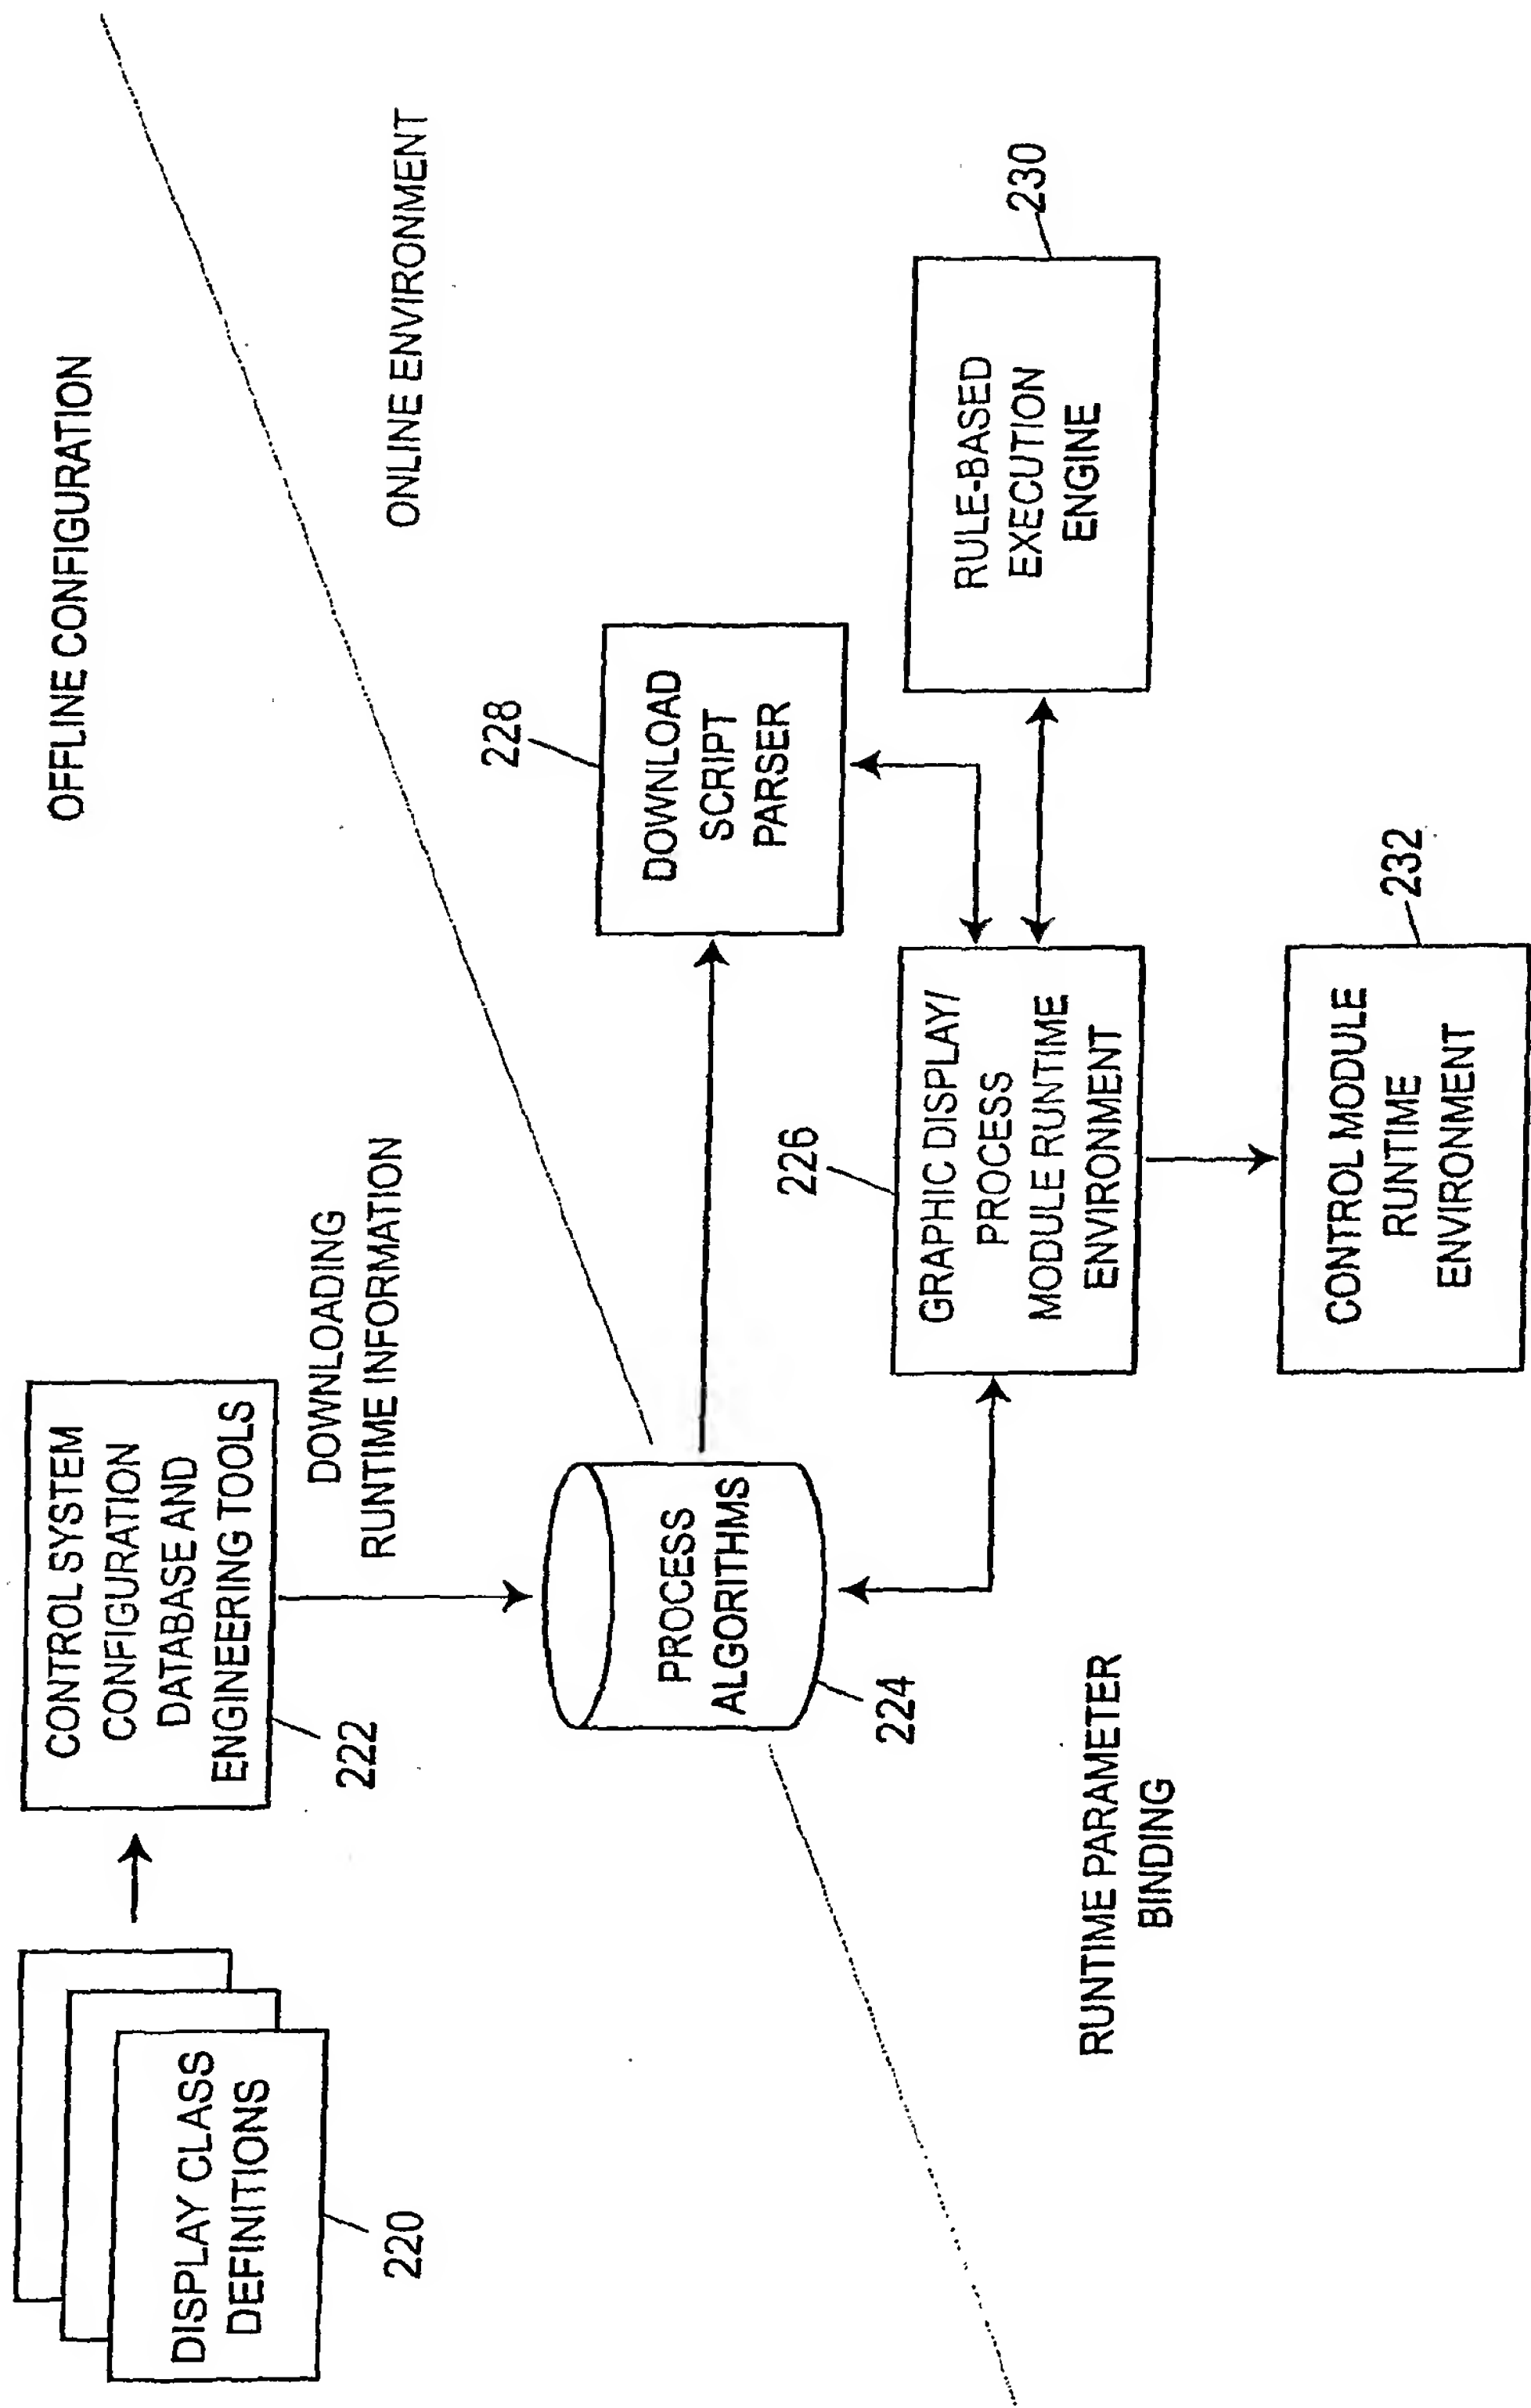 OFFLINE CONFIGURATION
ONLINE ENVIRONMENT
DISPLAY CLASS
DEFINITIONS
220
CONTROL SYSTEM
CONFIGURATION
DATABASE AND
ENGINEERING TOOLS
222
DOWNLOADING
RUNTIME INFORMATION
PROCESS
ALGORITHMS
224
228
DOWNLOAD
SCRIPT
PARSER
RUNTIME PARAMETER
BINDING
226
GRAPHIC DISPLAY/
PROCESS
MODULE RUNTIME
ENVIRONMENT
230
RULE-BASED
EXECUTION
ENGINE
232
CONTROL MODULE
RUNTIME
ENVIRONMENT